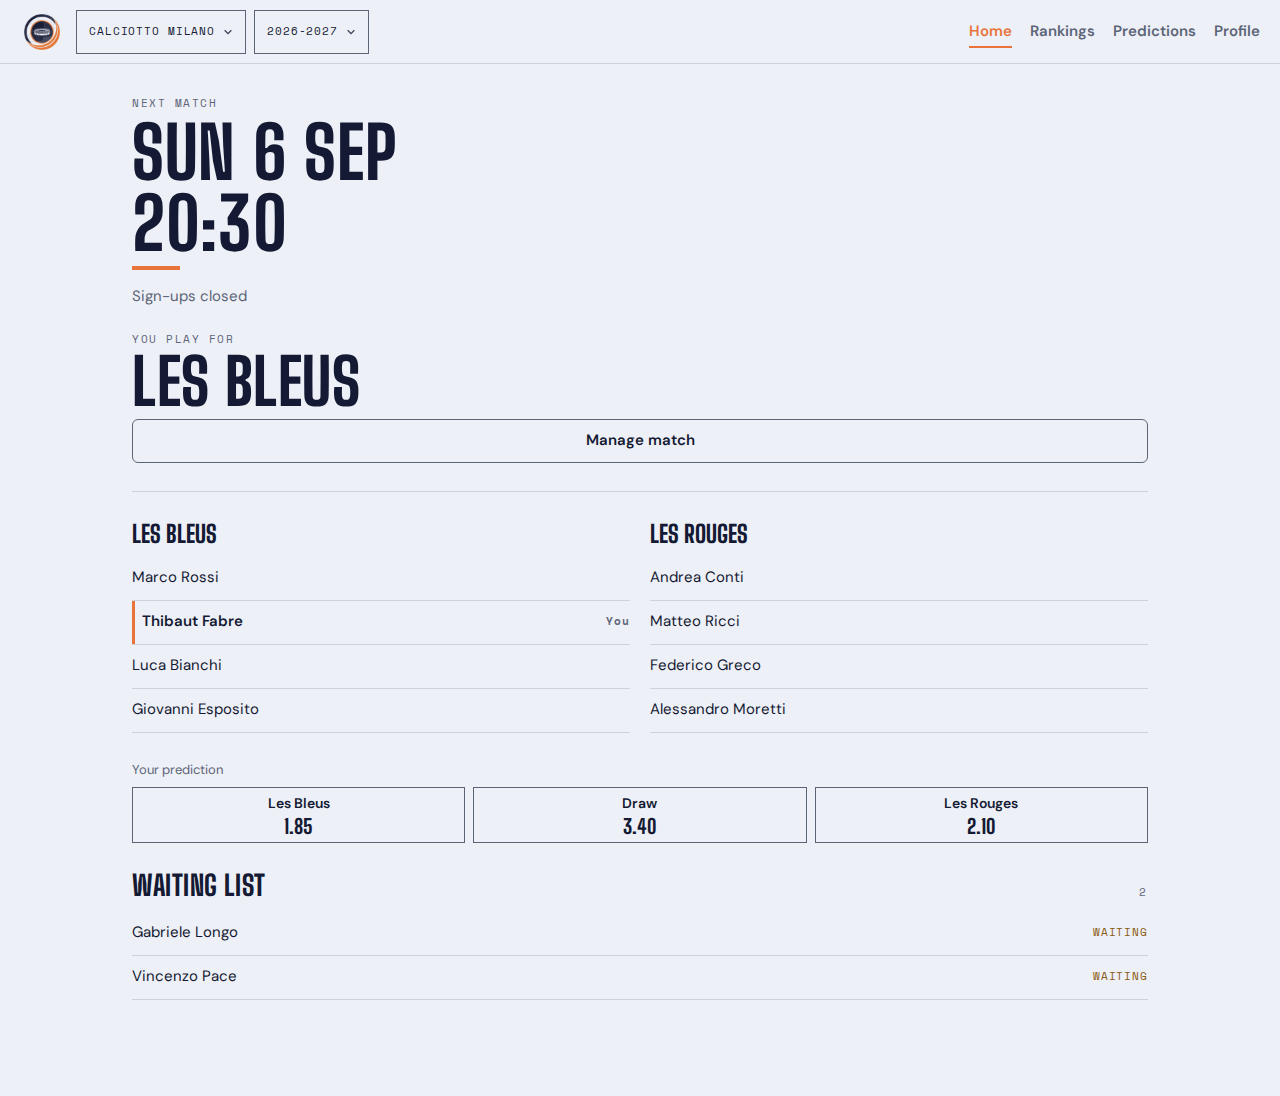 CALCIOTTO MILANO
2026-2027
Home
Rankings
Predictions
Profile
NEXT MATCH
SUN 6 SEP
20:30
Sign-ups closed
YOU PLAY FOR
LES BLEUS
Manage match
LES BLEUS
Marco Rossi
Thibaut Fabre
You
Luca Bianchi
Giovanni Esposito
LES ROUGES
Andrea Conti
Matteo Ricci
Federico Greco
Alessandro Moretti
Your prediction
Les Bleus
1.85
Draw
3.40
Les Rouges
2.10
WAITING LIST
2
Gabriele Longo
WAITING
Vincenzo Pace
WAITING